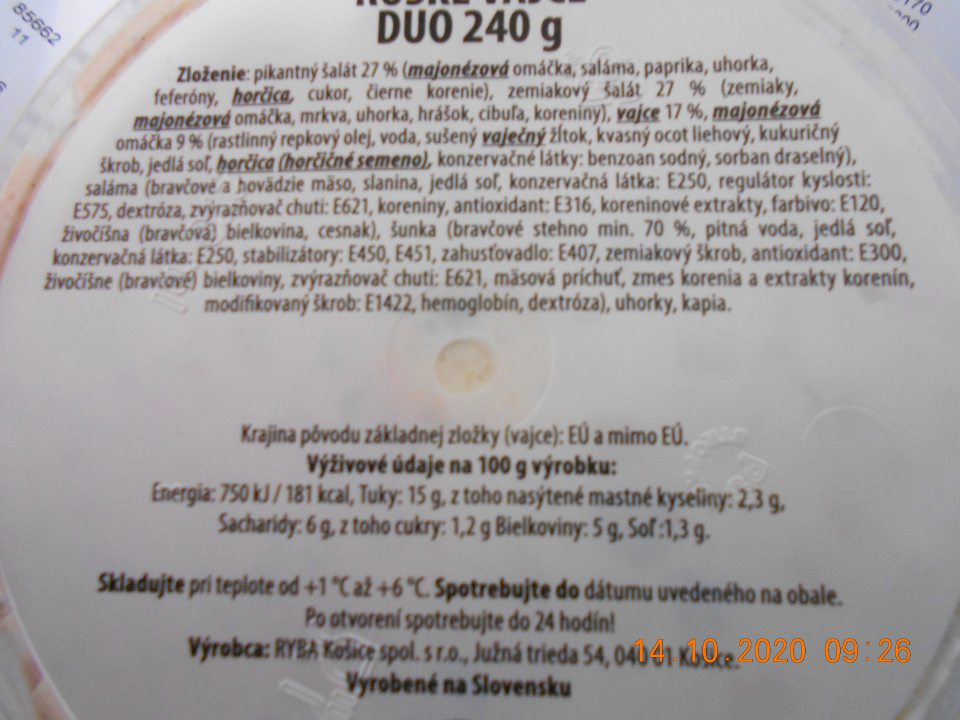 85662
11
DUO 240 g
Zloženie: pikantný šalát 27 % (majonézová omáčka, saláma, paprika, uhorka,
feferóny, horčica, cukor, čierne korenie), zemiakový šalát 27 % (zemiaky,
majonézová omáčka, mrkva, uhorka, hrášok, cibuľa, koreniny), vajce 17 %, majonézová
omáčka 9 % (rastlinný repkový olej, voda, sušený vaječný žĺtok, kvasný ocot liehový, kukuričný
škrob, jedlá soľ, horčica (horčičné semeno), konzervačné látky: benzoan sodný, sorban draselný),
saláma (bravčové a hovädzie mäso, slanina, jedlá soľ, konzervačná látka: E250, regulátor kyslosti:
E575, dextróza, zvýrazňovač chuti: E621, koreniny, antioxidant: E316, koreninové extrakty, farbivo: E120,
živočíšna (bravčová) bielkovina, cesnak), šunka (bravčové stehno min. 70 %, pitná voda, jedlá soľ,
konzervačná látka: E250, stabilizátory: E450, E451, zahusťovadlo: E407, zemiakový škrob, antioxidant: E300,
živočíšne (bravčové) bielkoviny, zvýrazňovač chuti: E621, mäsová príchuť, zmes korenia a extrakty korenín,
modifikovaný škrob: E1422, hemoglobín, dextróza), uhorky, kapia.
Krajina pôvodu základnej zložky (vajce): EÚ a mimo EÚ.
Výživové údaje na 100 g výrobku:
Energia: 750 kJ / 181 kcal, Tuky: 15 g, z toho nasýtené mastné kyseliny: 2,3 g,
Sacharidy: 6 g, z toho cukry: 1,2 g Bielkoviny: 5 g, Soľ :1,3 g.
Skladujte pri teplote od +1 °C až +6 °C. Spotrebujte do dátumu uvedeného na obale.
Po otvorení spotrebujte do 24 hodín!
Výrobca: RYBA Košice spol. s r.o., Južná trieda 54, 040 01 Košice.
14.10.2020 09:26
Vyrobené na Slovensku